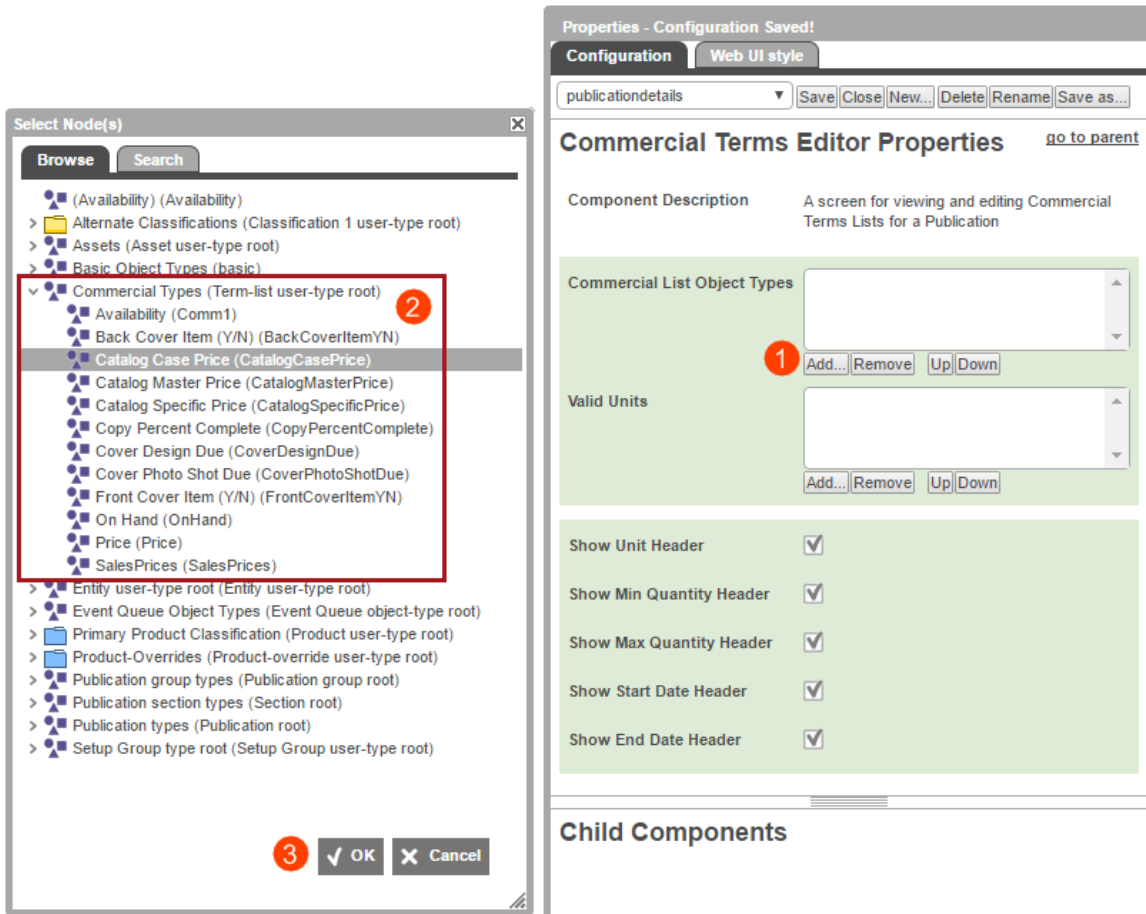 Select Node(s)
Browse Search
(Availability) (Availability)
Alternate Classifications (Classification 1 user-type root)
Assets (Asset user-type root)
Basic Object Types (basic)
Commercial Types (Term-list user-type root)
2
Availability (Comm1)
Back Cover Item (Y/N) (BackCoverItemYN)
Catalog Case Price (CatalogCasePrice)
Catalog Master Price (CatalogMasterPrice)
Catalog Specific Price (CatalogSpecificPrice)
Copy Percent Complete (CopyPercentComplete)
Cover Design Due (CoverDesignDue)
Cover Photo Shot Due (CoverPhotoShotDue)
Front Cover Item (Y/N) (FrontCoverItemYN)
On Hand (OnHand)
Price (Price)
SalesPrices (SalesPrices)
Entity user-type root (Entity user-type root)
Event Queue Object Types (Event Queue object-type root)
Primary Product Classification (Product user-type root)
Product-Overrides (Product-override user-type root)
Publication group types (Publication group root)
Publication section types (Section root)
Publication types (Publication root)
Setup Group type root (Setup Group user-type root)
3 OK Cancel
Properties - Configuration Saved!
Configuration Web UI style
publicationdetails Save Close New... Delete Rename Save as...
Commercial Terms Editor Properties go to parent
Component Description A screen for viewing and editing Commercial
Terms Lists for a Publication
Commercial List Object Types
1 Add... Remove Up Down
Valid Units
Add... Remove Up Down
Show Unit Header
Show Min Quantity Header
Show Max Quantity Header
Show Start Date Header
Show End Date Header
Child Components